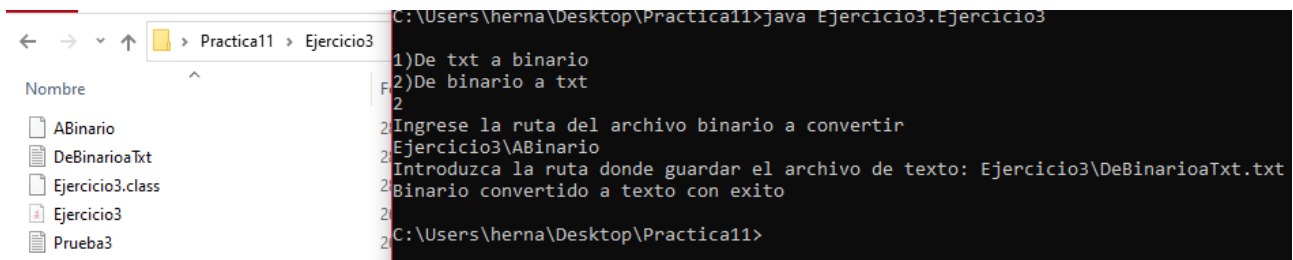 Practica11 > Ejercicio3
Nombre
ABinario
DeBinarioaTxt
Ejercicio3.class
Ejercicio3
Prueba3
C:\Users\herna\Desktop\Practica11>java Ejercicio3.Ejercicio3
1)De txt a binario
2)De binario a txt
2
Ingrese la ruta del archivo binario a convertir
Ejercicio3\ABinario
Introduzca la ruta donde guardar el archivo de texto: Ejercicio3\DeBinarioaTxt.txt
Binario convertido a texto con exito
C:\Users\herna\Desktop\Practica11>